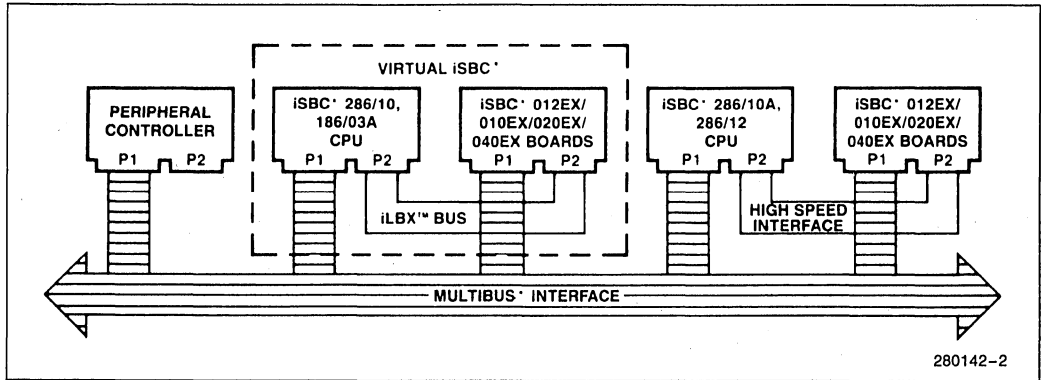 VIRTUAL iSBC*
PERIPHERAL
CONTROLLER
P1 P2
iSBC* 286/10,
186/03A
CPU
P1 P2
iSBC* 012EX/
010EX/020EX/
040EX BOARDS
P1 P2
iSBC* 286/10A,
286/12
CPU
P1 P2
iSBC* 012EX/
010EX/020EX/
040EX BOARDS
P1 P2
iLBX™ BUS
HIGH SPEED
INTERFACE
MULTIBUS* INTERFACE
280142-2